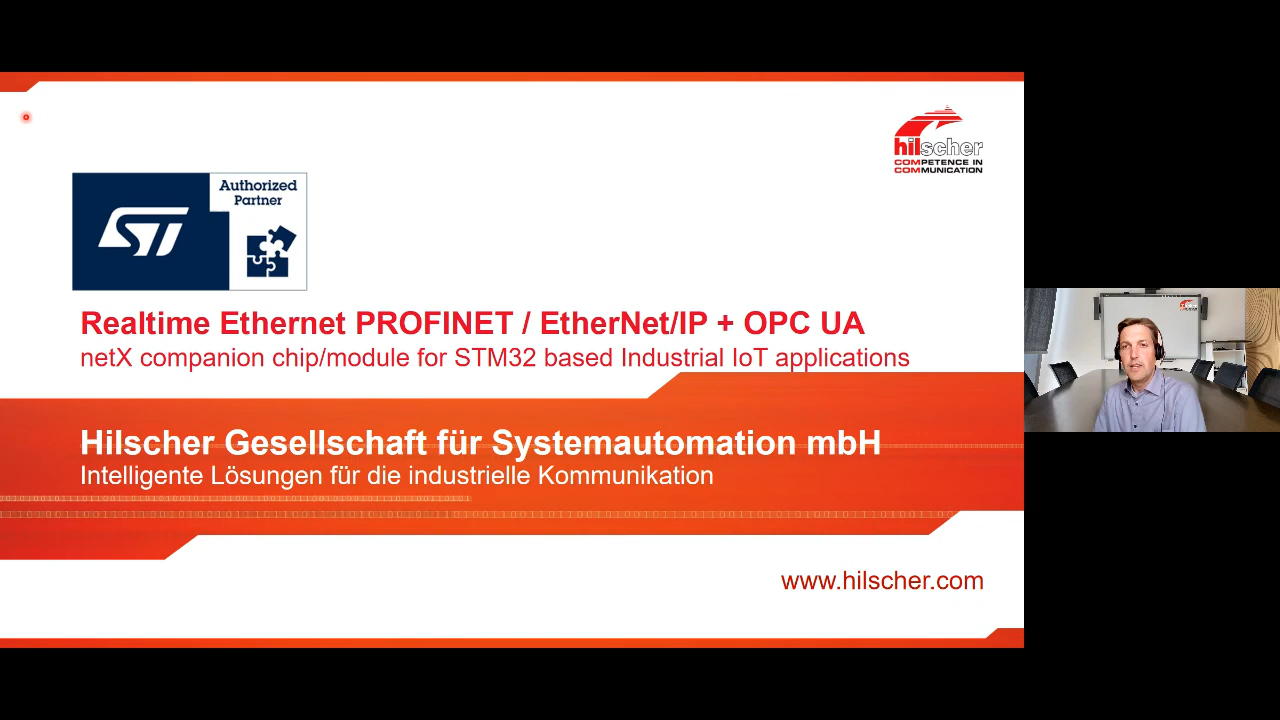 hilscher
COMPETENCE IN
COMMUNICATION
ST
Authorized
Partner
Realtime Ethernet PROFINET / EtherNet/IP + OPC UA
netX companion chip/module for STM32 based Industrial IoT applications
Hilscher Gesellschaft für Systemautomation mbH
Intelligente Lösungen für die industrielle Kommunikation
www.hilscher.com